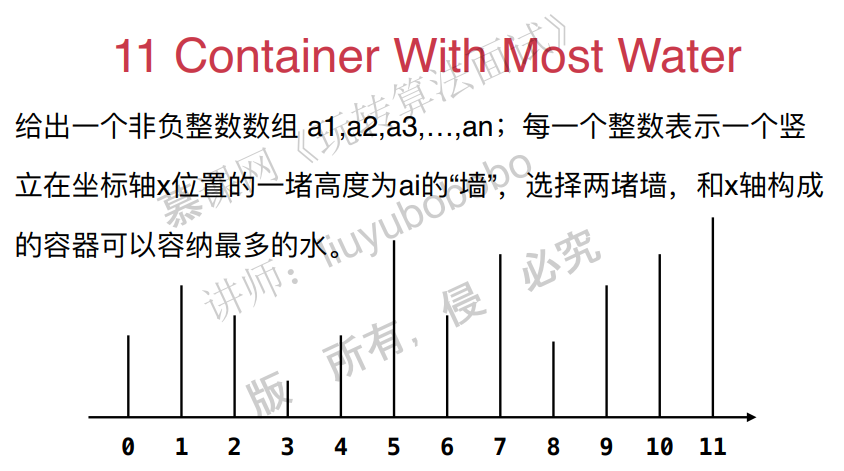 11 Container With Most Water
给出一个非负整数数组 a1,a2,a3,…,an；每一个整数表示一个竖
立在坐标轴x位置的一堵高度为ai的“墙”，选择两堵墙，和x轴构成
的容器可以容纳最多的水。
慕课网《玩转算法面试》
讲师：liuyubobobo
版 所有，侵 必究
0 1 2 3 4 5 6 7 8 9 10 11